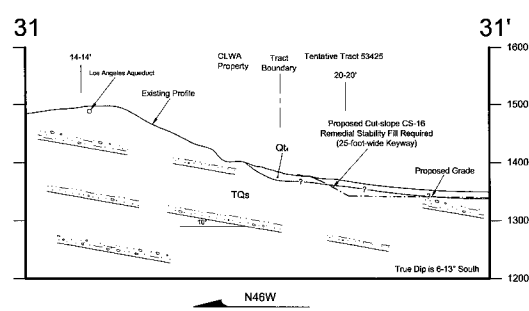 31
31'
14-14'
Los Angeles Aqueduct
Existing Profile
CLWA
Property
Tract
Boundary
Tentative Tract 53425
20-20'
Proposed Cut-slope CS-16
Remedial Stability Fill Required
(25-foot-wide Keyway)
Qt₁
Proposed Grade
TQs
?
?
?
10°
True Dip is 6-13° South
1600
1500
1400
1300
1200
N46W